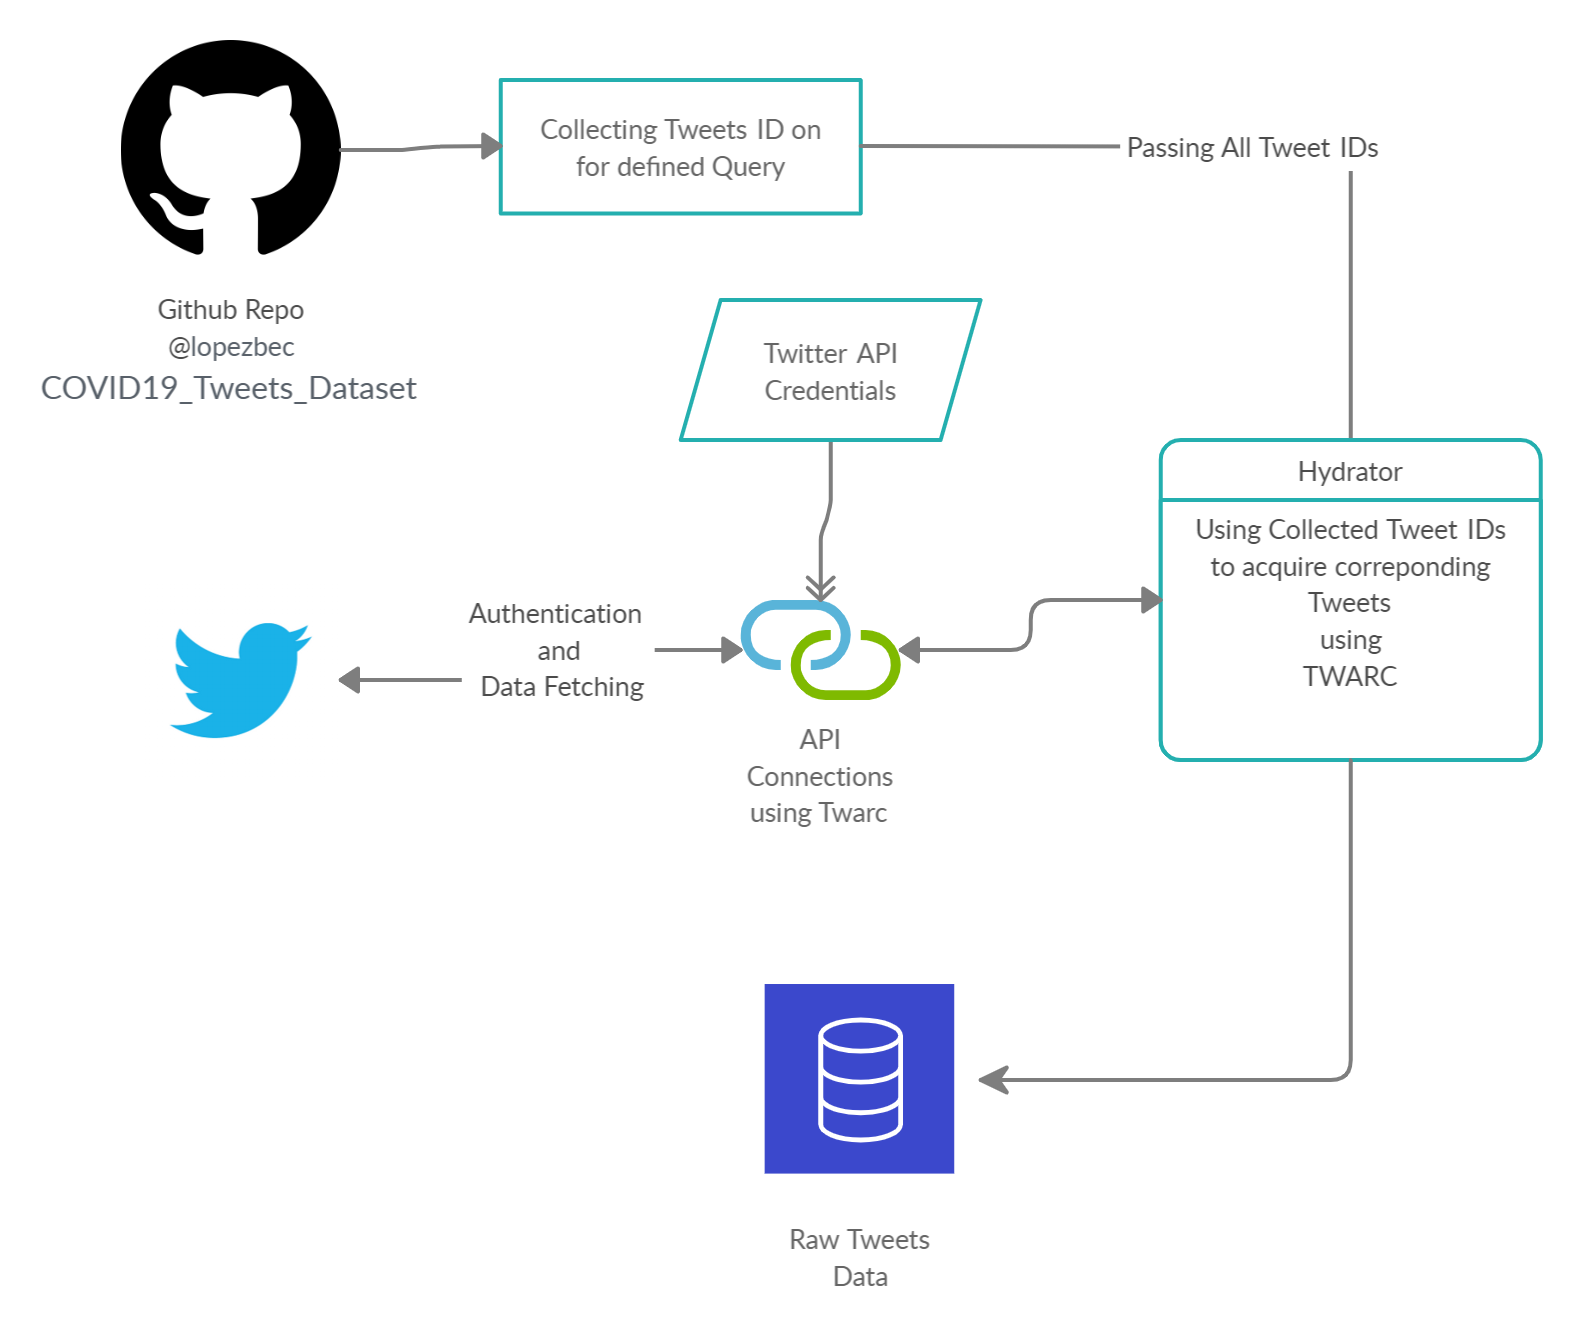 Collecting Tweets ID on
for defined Query
Passing All Tweet IDs
Github Repo
@lopezbec
COVID19_Tweets_Dataset
Twitter API
Credentials
Hydrator
Using Collected Tweet IDs
to acquire correponding
Tweets
using
TWARC
Authentication
and
Data Fetching
API
Connections
using Twarc
Raw Tweets
Data